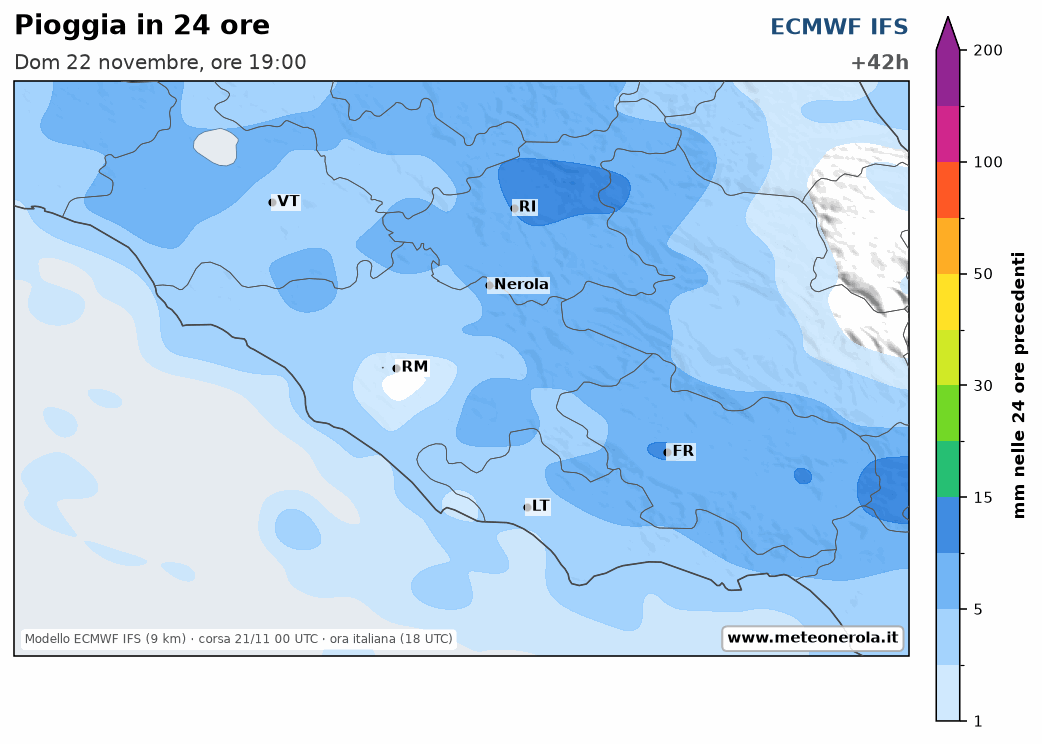 Pioggia in 24 ore
ECMWF IFS
Dom 22 novembre, ore 19:00
+42h
VT
RI
Nerola
RM
FR
LT
Modello ECMWF IFS (9 km) · corsa 21/11 00 UTC · ora italiana (18 UTC)
www.meteonerola.it
200
100
50
30
15
5
1
mm nelle 24 ore precedenti